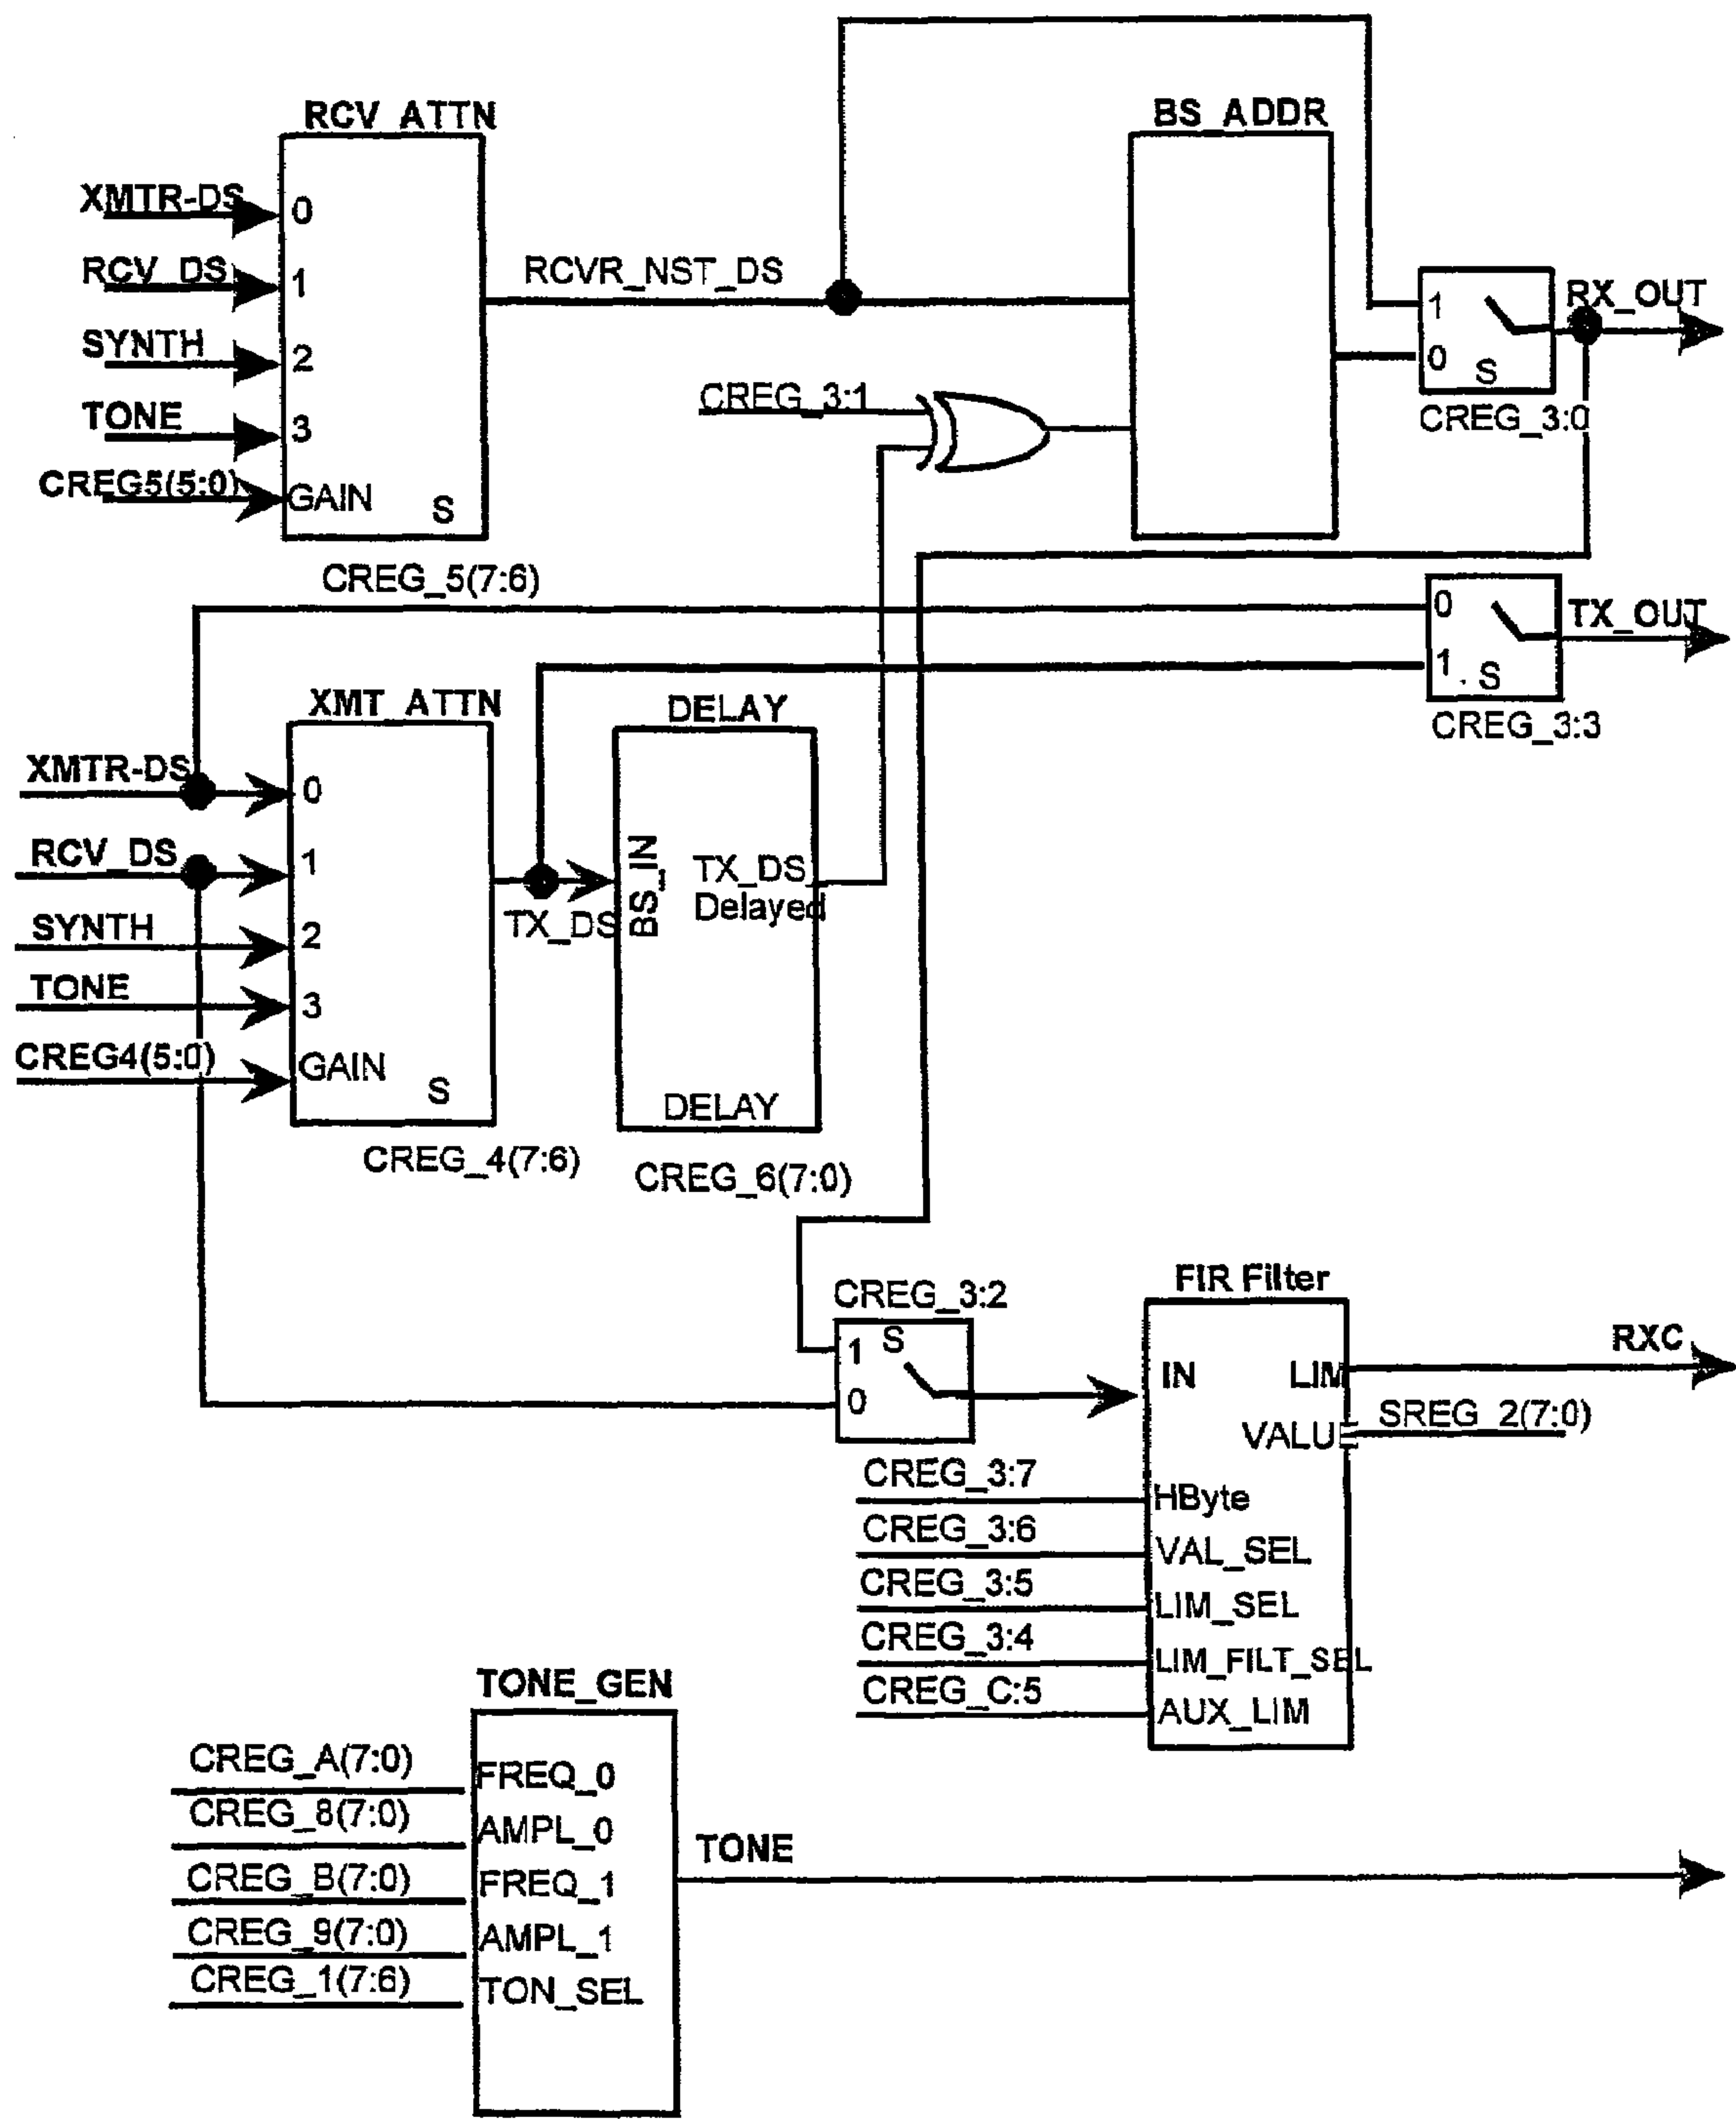 RCV_ATTN
XMTR-DS
0
RCV_DS
1
SYNTH
2
TONE
3
CREG5(5:0)
GAIN
S
CREG_5(7:6)
RCVR_NST_DS
BS_ADDR
CREG_3:1
1
0
S
RX_OUT
CREG_3:0
0
1
S
TX_OUT
CREG_3:3
XMT_ATTN
XMTR-DS
0
RCV_DS
1
SYNTH
2
TONE
3
CREG4(5:0)
GAIN
S
CREG_4(7:6)
TX_DS
DELAY
BS_IN
TX_DS_
Delayed
DELAY
CREG_6(7:0)
CREG_3:2
1
S
0
FIR Filter
IN
LIM
RXC
VALUE
SREG_2(7:0)
CREG_3:7
HByte
CREG_3:6
VAL_SEL
CREG_3:5
LIM_SEL
CREG_3:4
LIM_FILT_SEL
CREG_C:5
AUX_LIM
TONE_GEN
CREG_A(7:0)
FREQ_0
CREG_8(7:0)
AMPL_0
CREG_B(7:0)
FREQ_1
CREG_9(7:0)
AMPL_1
CREG_1(7:6)
TON_SEL
TONE